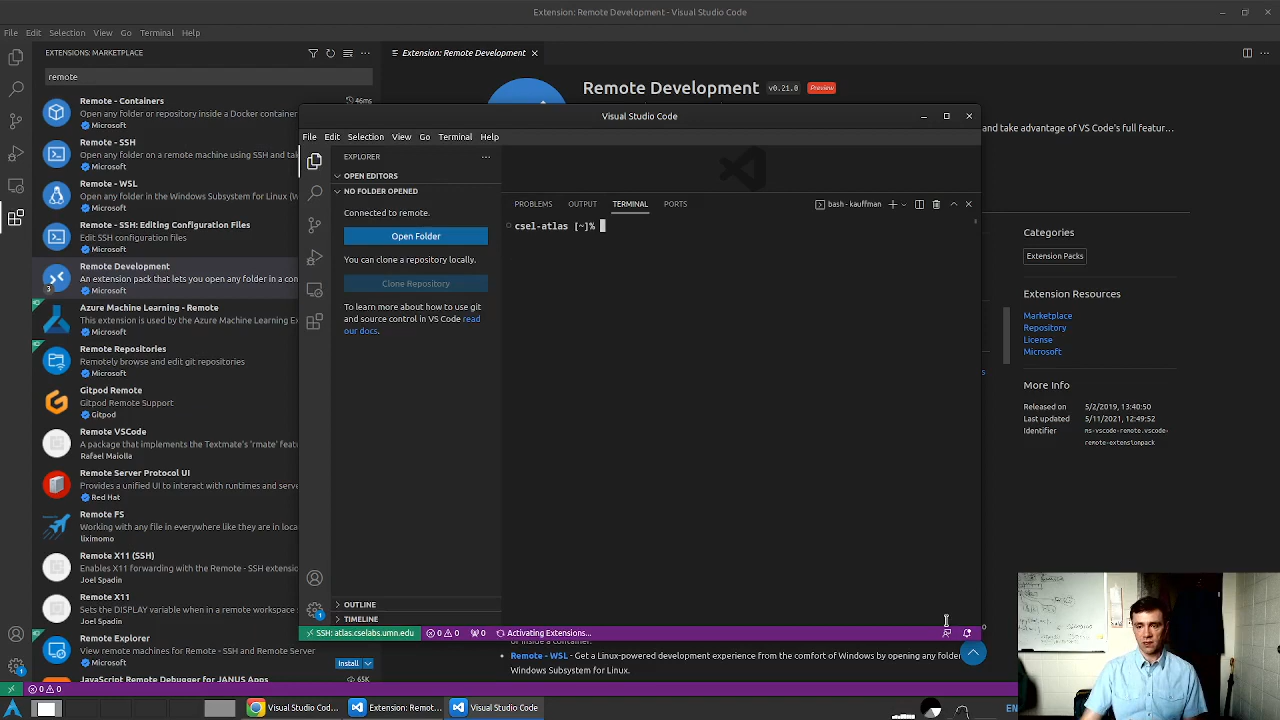 Extension: Remote Development - Visual Studio Code
File Edit Selection View Go Terminal Help
EXTENSIONS: MARKETPLACE
Extension: Remote Development
remote
Remote - Containers
46ms
Open any folder or repository inside a Docker container
Microsoft
Remote - SSH
Open any folder on a remote machine using SSH and ta
Microsoft
Remote - WSL
Open any folder in the Windows Subsystem for Linux (
Microsoft
Remote - SSH: Editing Configuration Files
Edit SSH configuration files
Microsoft
Remote Development
An extension pack that lets you open any folder in a con
Microsoft
3
Azure Machine Learning - Remote
This extension is used by the Azure Machine Learning Ex
Microsoft
Remote Repositories
Remotely browse and edit git repositories
Microsoft
Gitpod Remote
Gitpod Remote Support
Gitpod
Remote VSCode
A package that implements the Textmate's 'rmate' feat
Rafael Maiolla
Remote Server Protocol UI
Provides a unified UI to interact with runtimes and serve
Red Hat
Remote FS
Working with any file in everywhere like they are in loca
liximomo
Remote X11 (SSH)
Enables X11 forwarding with the Remote - SSH extensio
Joel Spadin
Remote X11
Sets the DISPLAY variable when in a remote workspace
Joel Spadin
Remote Explorer
View remote machines for Remote - SSH and Remote
Microsoft
Install
JavaScript Remote Debugger for JANUS Apps
65K
Remote Development v0.21.0 Preview
and take advantage of VS Code's full featur...
Categories
Extension Packs
Extension Resources
Marketplace
Repository
License
Microsoft
More Info
Released on 5/2/2019, 13:40:50
Last updated 5/11/2021, 12:49:52
Identifier ms-vscode-remote.vscode-
remote-extensionpack
Visual Studio Code
File Edit Selection View Go Terminal Help
EXPLORER
OPEN EDITORS
NO FOLDER OPENED
Connected to remote.
Open Folder
You can clone a repository locally.
Clone Repository
To learn more about how to use git
and source control in VS Code read
our docs.
OUTLINE
TIMELINE
PROBLEMS OUTPUT TERMINAL PORTS
bash - kauffman
csel-atlas [~]%
1
SSH: atlas.cselabs.umn.edu 0 0 0 Activating Extensions...
or inside a container.
Remote - WSL - Get a Linux-powered development experience from the comfort of Windows by opening any folde
Windows Subsystem for Linux.
1
0 0
Visual Studio Cod...
Extension: Remot...
Visual Studio Code
EN